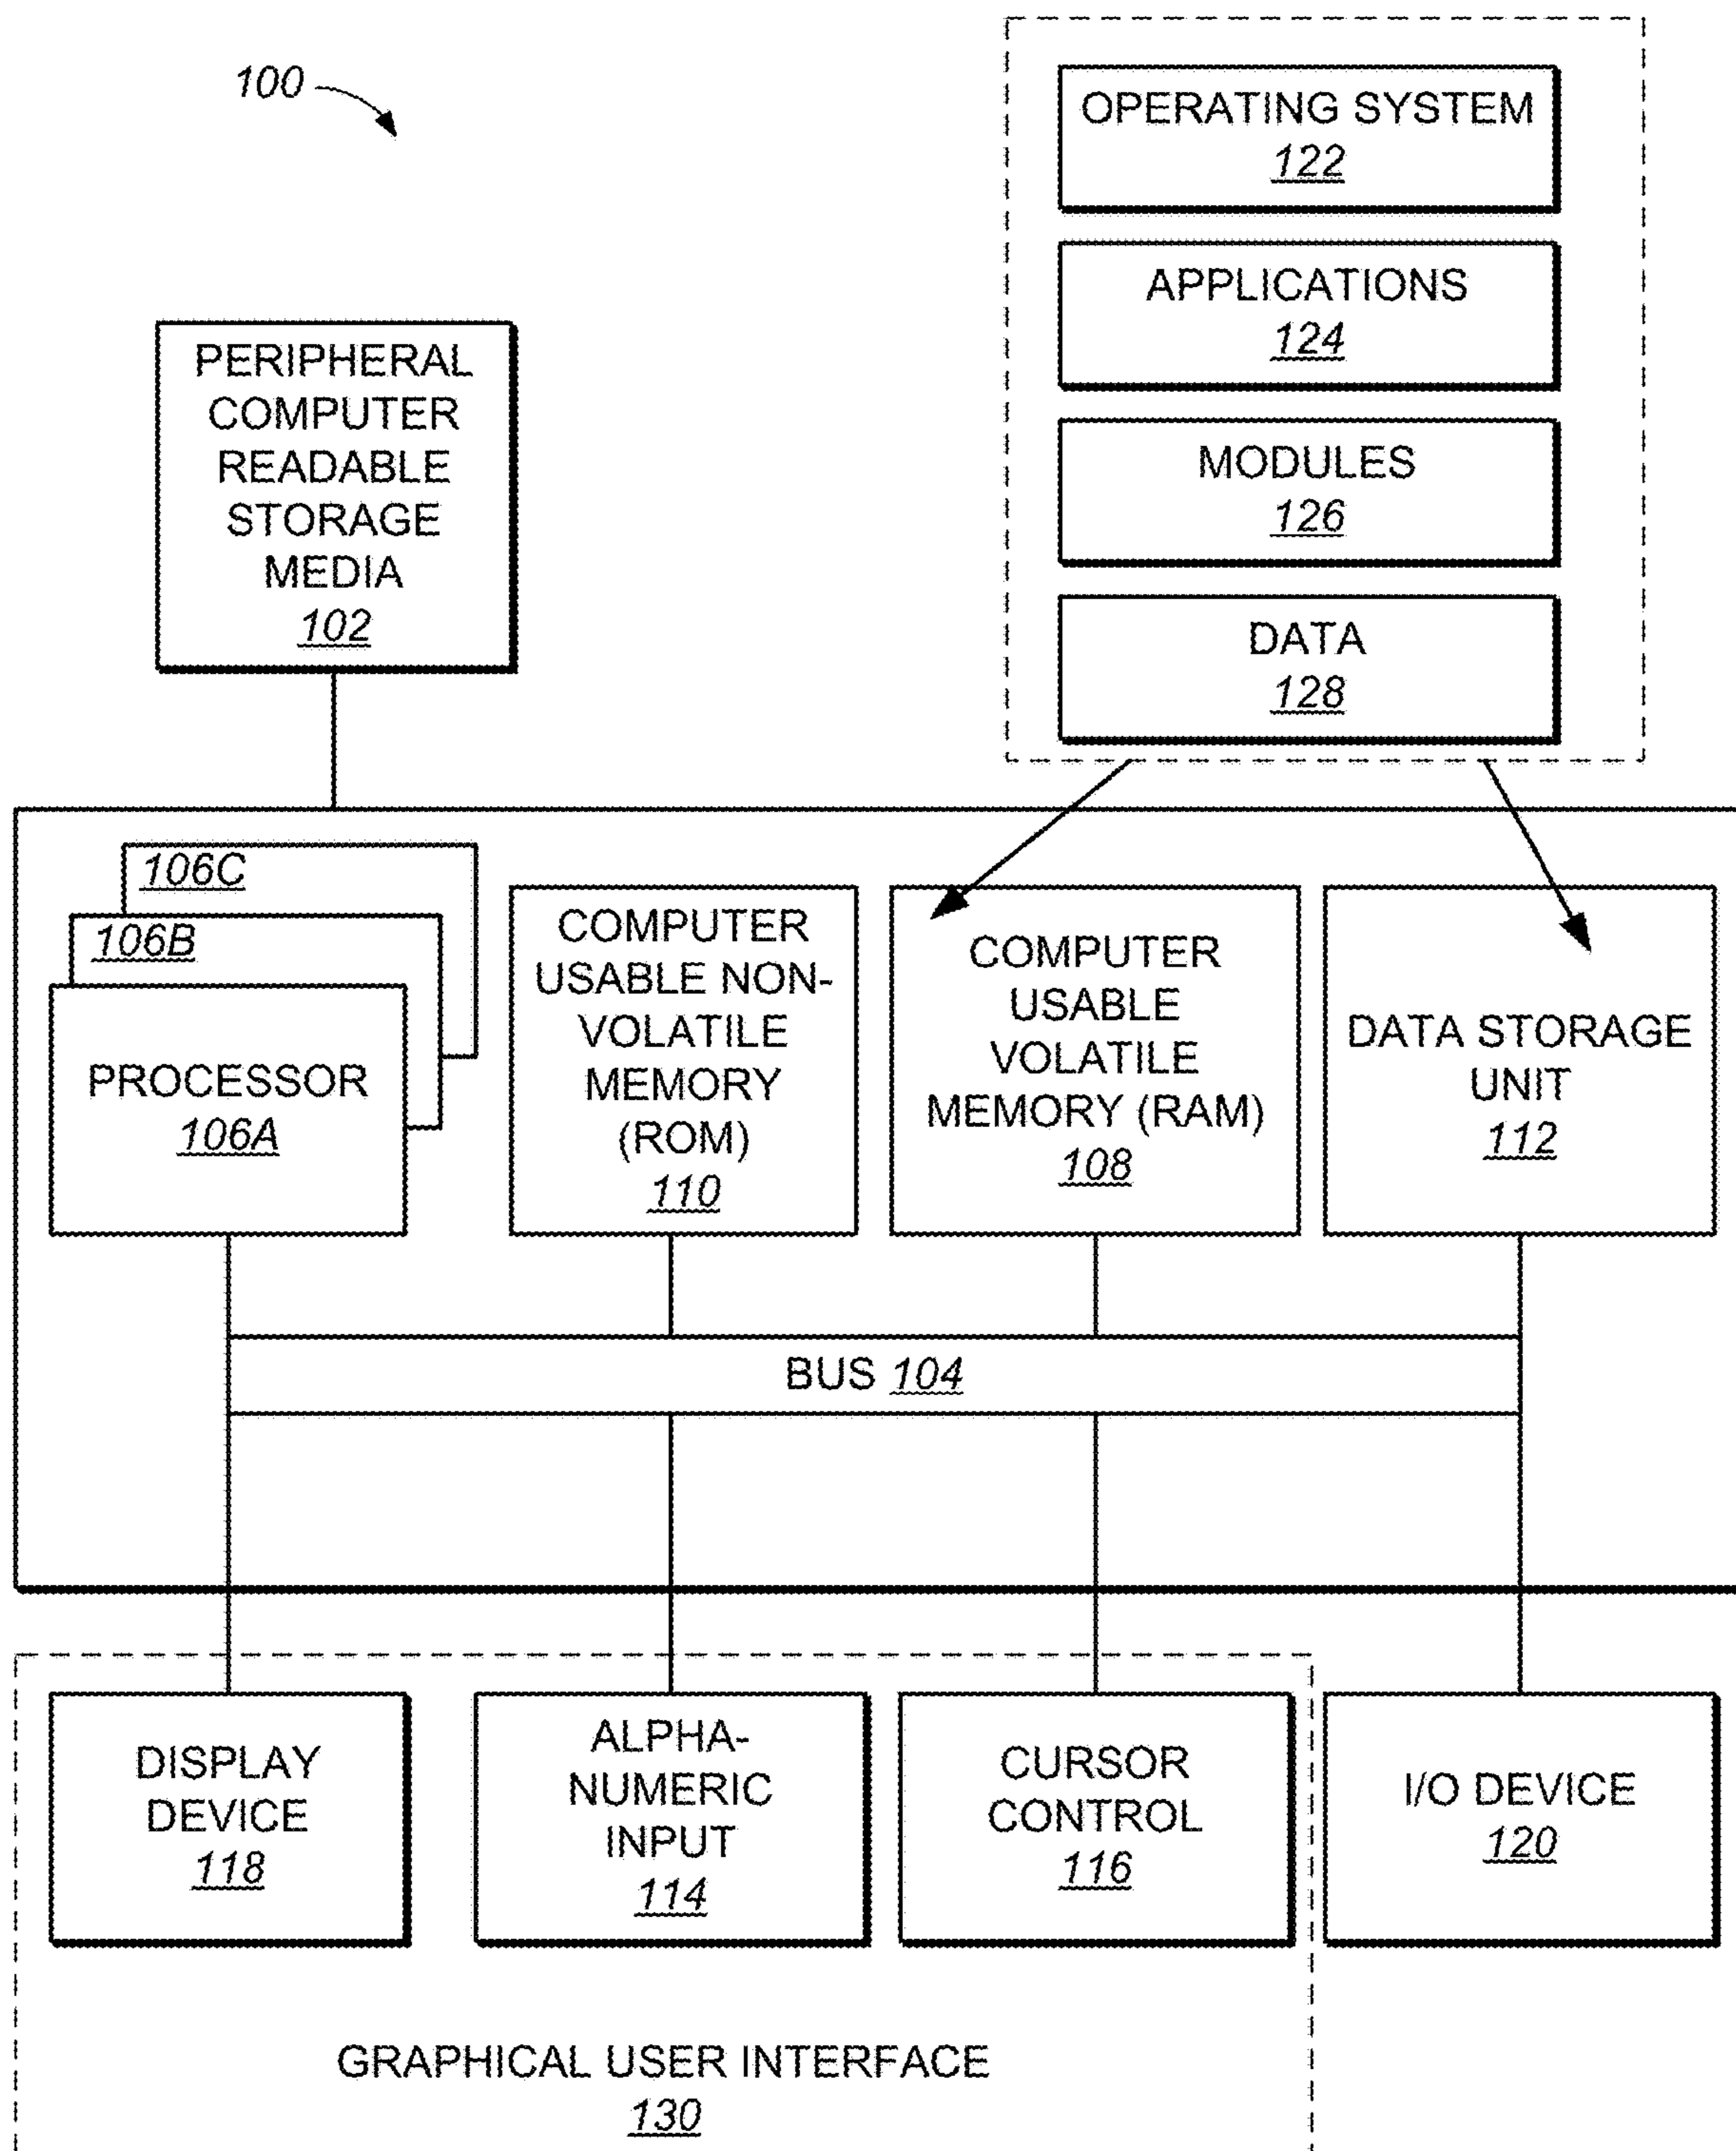 100
OPERATING SYSTEM
122
APPLICATIONS
124
MODULES
126
DATA
128
PERIPHERAL
COMPUTER
READABLE
STORAGE
MEDIA
102
106C
106B
PROCESSOR
106A
COMPUTER
USABLE NON-
VOLATILE
MEMORY
(ROM)
110
COMPUTER
USABLE
VOLATILE
MEMORY (RAM)
108
DATA STORAGE
UNIT
112
BUS 104
DISPLAY
DEVICE
118
ALPHA-
NUMERIC
INPUT
114
CURSOR
CONTROL
116
I/O DEVICE
120
GRAPHICAL USER INTERFACE
130